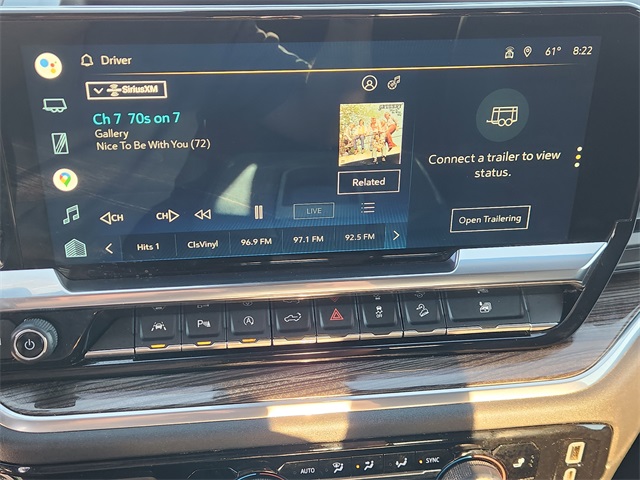 Driver
61° 8:22
SiriusXM
Ch 7 70s on 7
Gallery
Nice To Be With You (72)
Related
Connect a trailer to view
status.
Open Trailering
CH CH LIVE
Hits 1 ClsVinyl 96.9 FM 97.1 FM 92.5 FM
P
A
AUTO SYNC